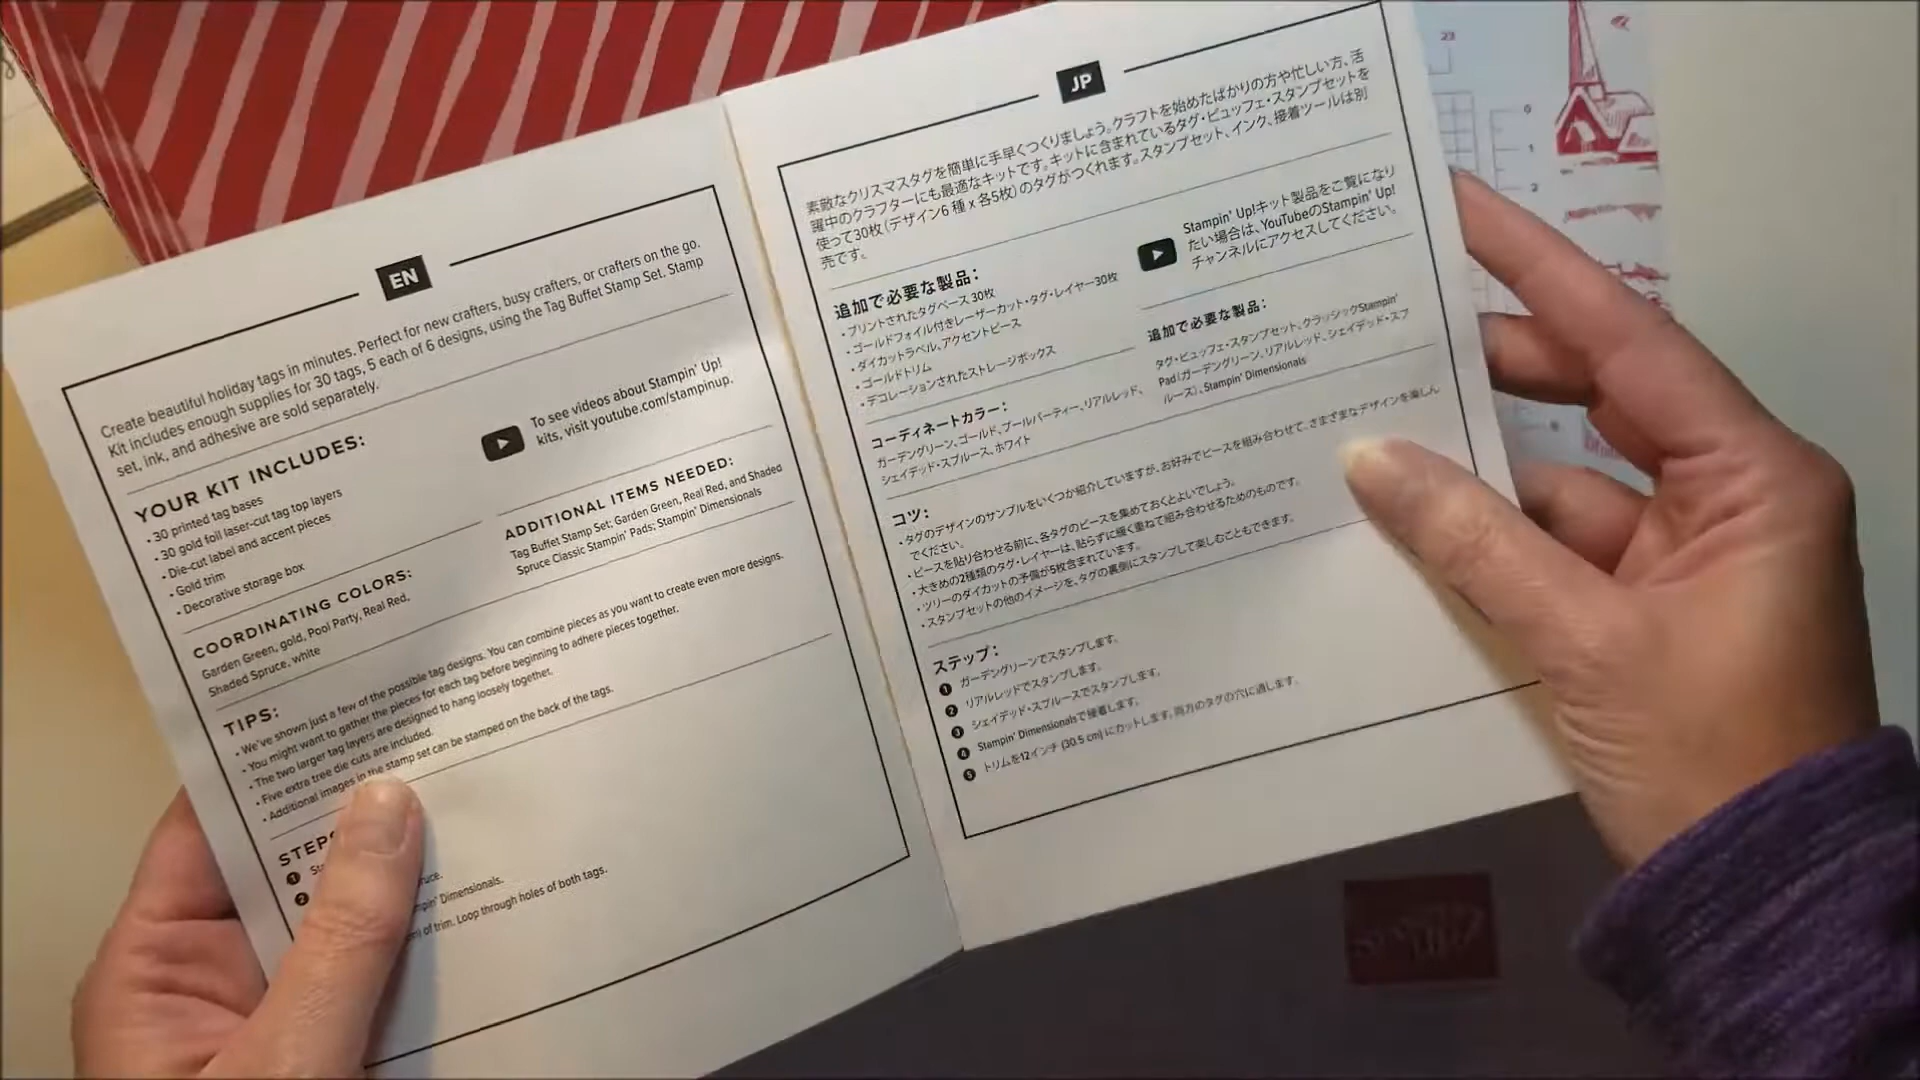 EN
Create beautiful holiday tags in minutes. Perfect for new crafters, busy crafters, or crafters on the go.
Kit includes enough supplies for 30 tags, 5 each of 6 designs, using the Tag Buffet Stamp Set. Stamp
set, ink, and adhesive are sold separately.
YOUR KIT INCLUDES:
• 30 printed tag bases
• 30 gold foil laser-cut tag top layers
• Die-cut label and accent pieces
• Gold trim
• Decorative storage box
To see videos about Stampin' Up!
kits, visit youtube.com/stampinup.
COORDINATING COLORS:
Garden Green, gold, Pool Party, Real Red,
Shaded Spruce, white
ADDITIONAL ITEMS NEEDED:
Tag Buffet Stamp Set; Garden Green, Real Red, and Shaded
Spruce Classic Stampin' Pads; Stampin' Dimensionals
TIPS:
• We've shown just a few of the possible tag designs. You can combine pieces as you want to create even more designs.
• You might want to gather the pieces for each tag before beginning to adhere pieces together.
• The two larger tag layers are designed to hang loosely together.
• Five extra tree die cuts are included.
• Additional images in the stamp set can be stamped on the back of the tags.
1
2
Dimensionals.
of trim. Loop through holes of both tags.
JP
素敵なクリスマスタグを簡単に手早くつくりましょう。クラフトを始めたばかりの方や忙しい方、活
躍中のクラフターにも最適なキットです。キットに含まれているタグ・ビュッフェ・スタンプセットを
使って30枚（デザイン6 種 x 各5枚）のタグがつくれます。スタンプセット、インク、接着ツールは別
売です。
追加で必要な製品：
• プリントされたタグベース 30枚
• ゴールドフォイル付きレーザーカット・タグ・レイヤー30枚
• ダイカットラベル、アクセントピース
• ゴールドトリム
• デコレーションされたストレージボックス
Stampin' Up!キット製品をご覧になり
たい場合は、YouTubeのStampin' Up!
チャンネルにアクセスしてください。
コーディネートカラー：
ガーデングリーン、ゴールド、プールパーティー、リアルレッド、
シェイデッド・スプルース、ホワイト
追加で必要な製品：
タグ・ビュッフェ・スタンプセット、クラッシックStampin'
Pad（ガーデングリーン、リアルレッド、シェイデッド・スプ
ルース）、Stampin' Dimensionals
コツ：
• タグのデザインのサンプルをいくつか紹介していますが、お好みでピースを組み合わせて、さまざまなデザインを楽しん
でください。
• ピースを貼り合わせる前に、各タグのピースを集めておくとよいでしょう。
• 大きめの2種類のタグ・レイヤーは、貼らずに緩く重ねて組み合わせるためのものです。
• ツリーのダイカットの予備が5枚含まれています。
• スタンプセットの他のイメージを、タグの裏側にスタンプして楽しむこともできます。
ステップ：
1 ガーデングリーンでスタンプします。
2 リアルレッドでスタンプします。
3 シェイデッド・スプルースでスタンプします。
4 Stampin' Dimensionalsで接着します。
5 トリムを12インチ (30.5 cm) にカットします。両方のタグの穴に通します。
23
0
1
2